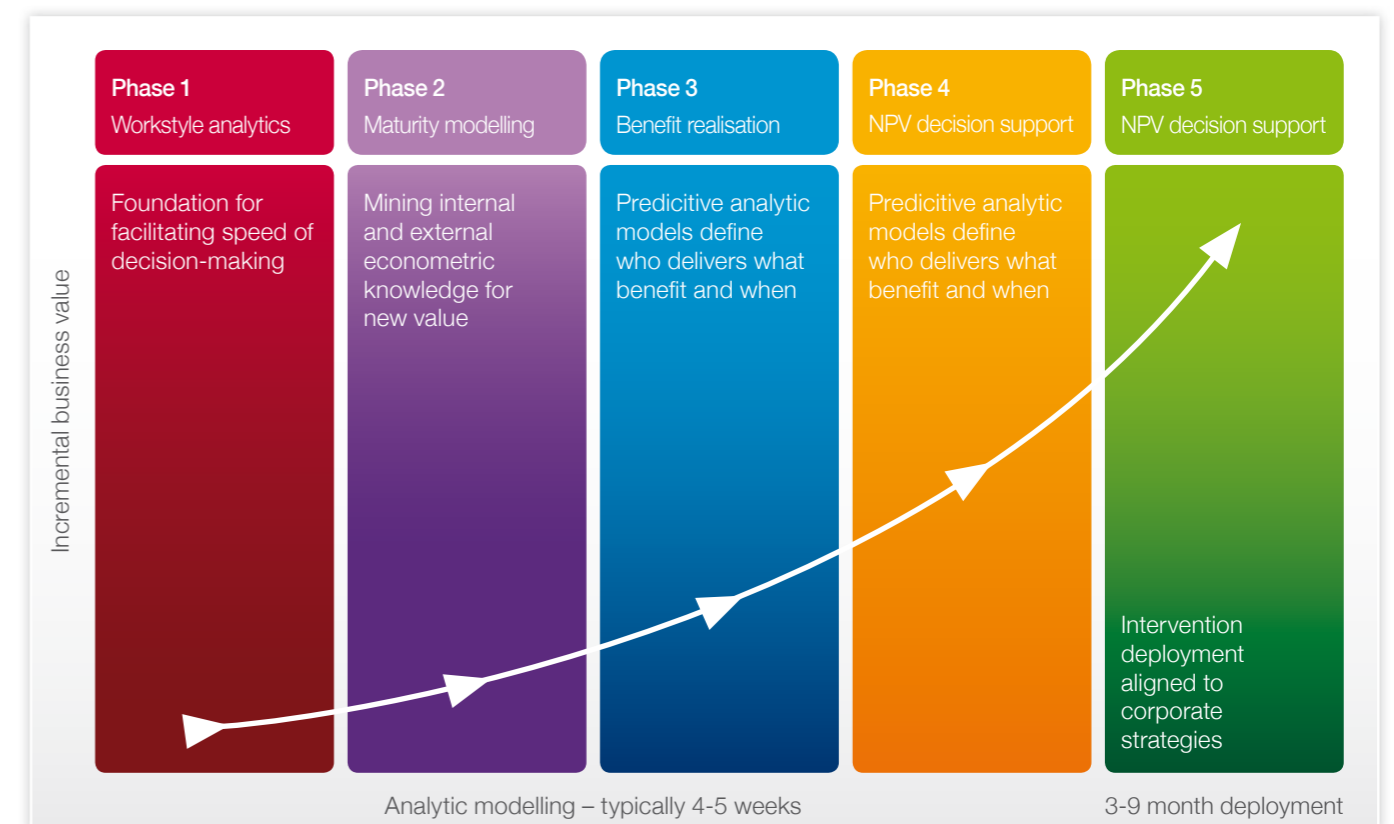 Phase 1
Workstyle analytics
Phase 2
Maturity modelling
Phase 3
Benefit realisation
Phase 4
NPV decision support
Phase 5
NPV decision support
Foundation for
facilitating speed of
decision-making
Mining internal
and external
econometric
knowledge for
new value
Predicitive analytic
models define
who delivers what
benefit and when
Predicitive analytic
models define
who delivers what
benefit and when
Intervention
deployment
aligned to
corporate
strategies
Incremental business value
Analytic modelling – typically 4-5 weeks
3-9 month deployment